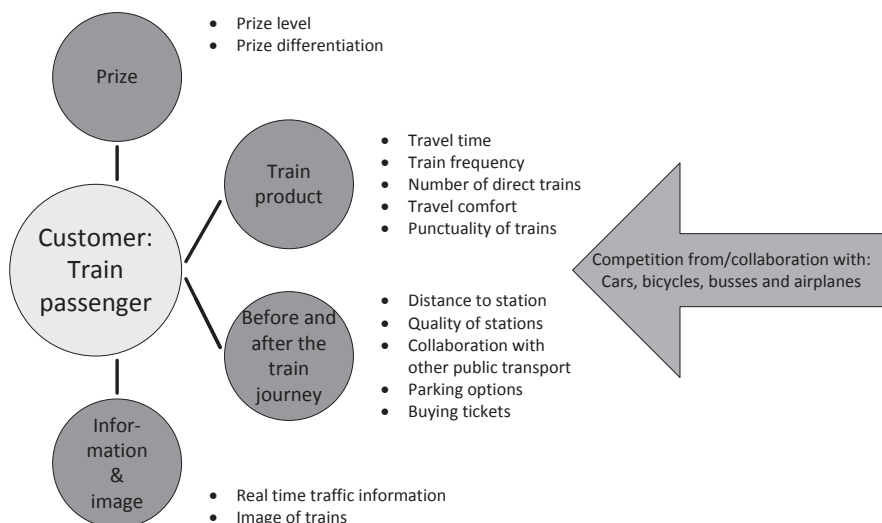 • Prize level
• Prize differentiation
Prize
Train
product
• Travel time
• Train frequency
• Number of direct trains
• Travel comfort
• Punctuality of trains
Customer:
Train
passenger
Competition from/collaboration with:
Cars, bicycles, busses and airplanes
Before and
after the
train
journey
• Distance to station
• Quality of stations
• Collaboration with
other public transport
• Parking options
• Buying tickets
Infor-
mation
&
image
• Real time traffic information
• Image of trains